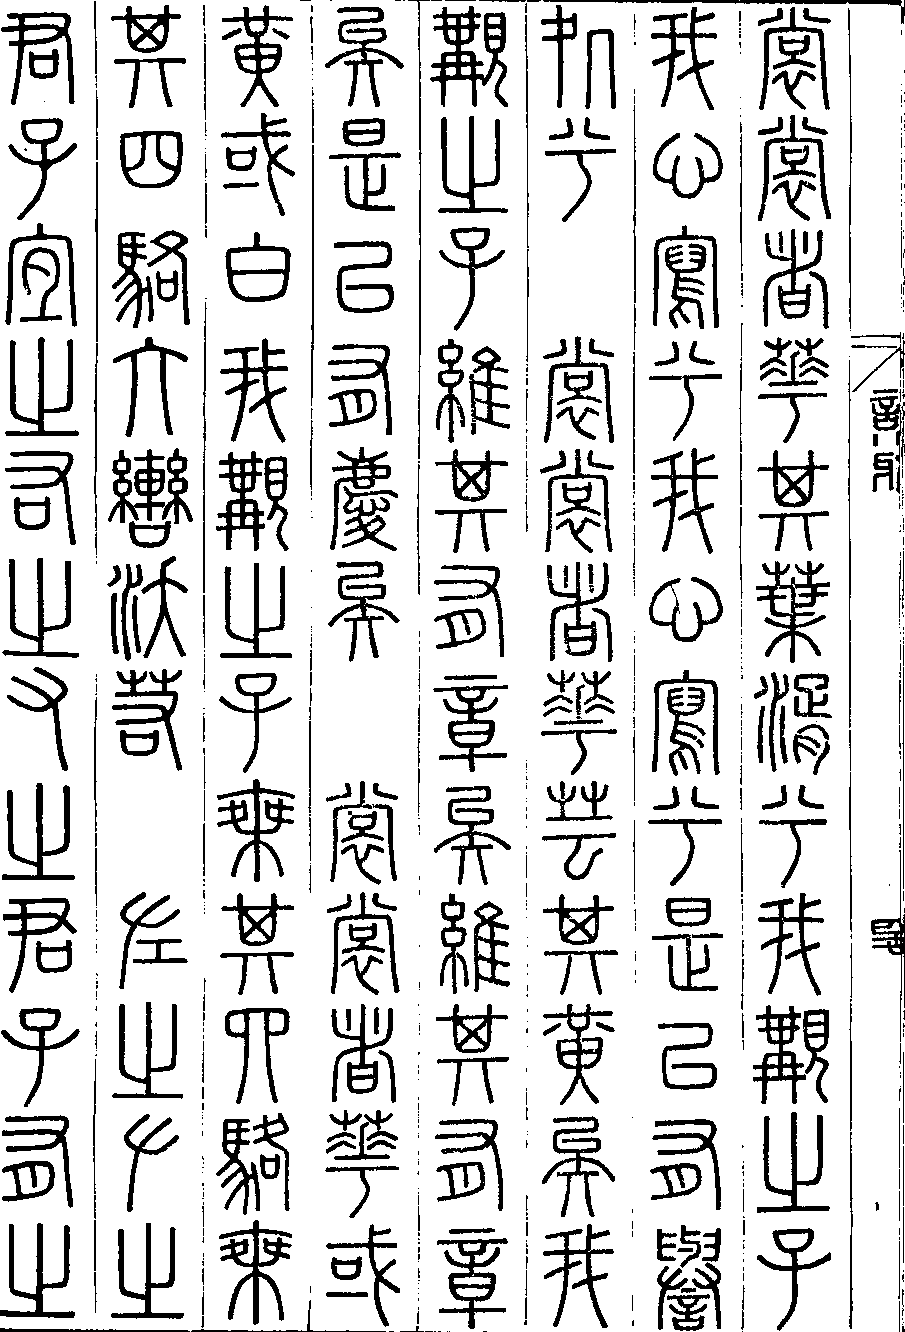 裳裳者華其葉湑兮我覯之子
我心寫兮我心寫兮是以有譽
処兮　裳裳者華芸其黃矣我
覯之子維其有章矣維其有章
矣是以有慶矣　裳裳者華或
黃或白我覯之子乘其四駱乘
其四駱六轡沃若　左之𠂇之
君子宜之右之又之君子有之